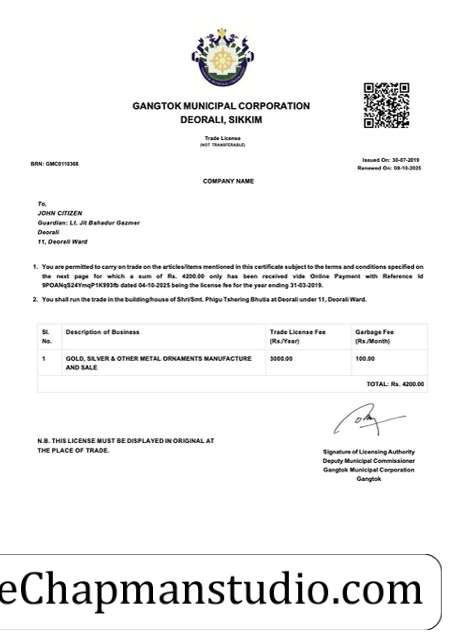 GANGTOK MUNICIPAL CORPORATION
DEORALI, SIKKIM
Trade License
(NOT TRANSFERABLE)
BRN: GMC0110368
Issued On: 30-07-2019
Renewed On: 09-10-2025
COMPANY NAME
To,
JOHN CITIZEN
Guardian: Lt. Jit Bahadur Gazmer
Deorali
11, Deorali Ward
1. You are permitted to carry on trade on the articles/items mentioned in this certificate subject to the terms and conditions specified on
the next page for which a sum of Rs. 4200.00 only has been received vide Online Payment with Reference Id
9POANqS24YmqP1K993fb dated 04-10-2025 being the license fee for the year ending 31-03-2019.
2. You shall run the trade in the building/house of Shri/Smt. Phigu Tshering Bhutia at Deorali under 11, Deorali Ward.
Sl. No. Description of Business Trade License Fee (Rs./Year) Garbage Fee (Rs./Month)
1 GOLD, SILVER & OTHER METAL ORNAMENTS MANUFACTURE 3000.00 100.00
AND SALE
TOTAL: Rs. 4200.00
N.B. THIS LICENSE MUST BE DISPLAYED IN ORIGINAL AT
THE PLACE OF TRADE.
Signature of Licensing Authority
Deputy Municipal Commissioner
Gangtok Municipal Corporation
Gangtok
eChapmanstudio.com